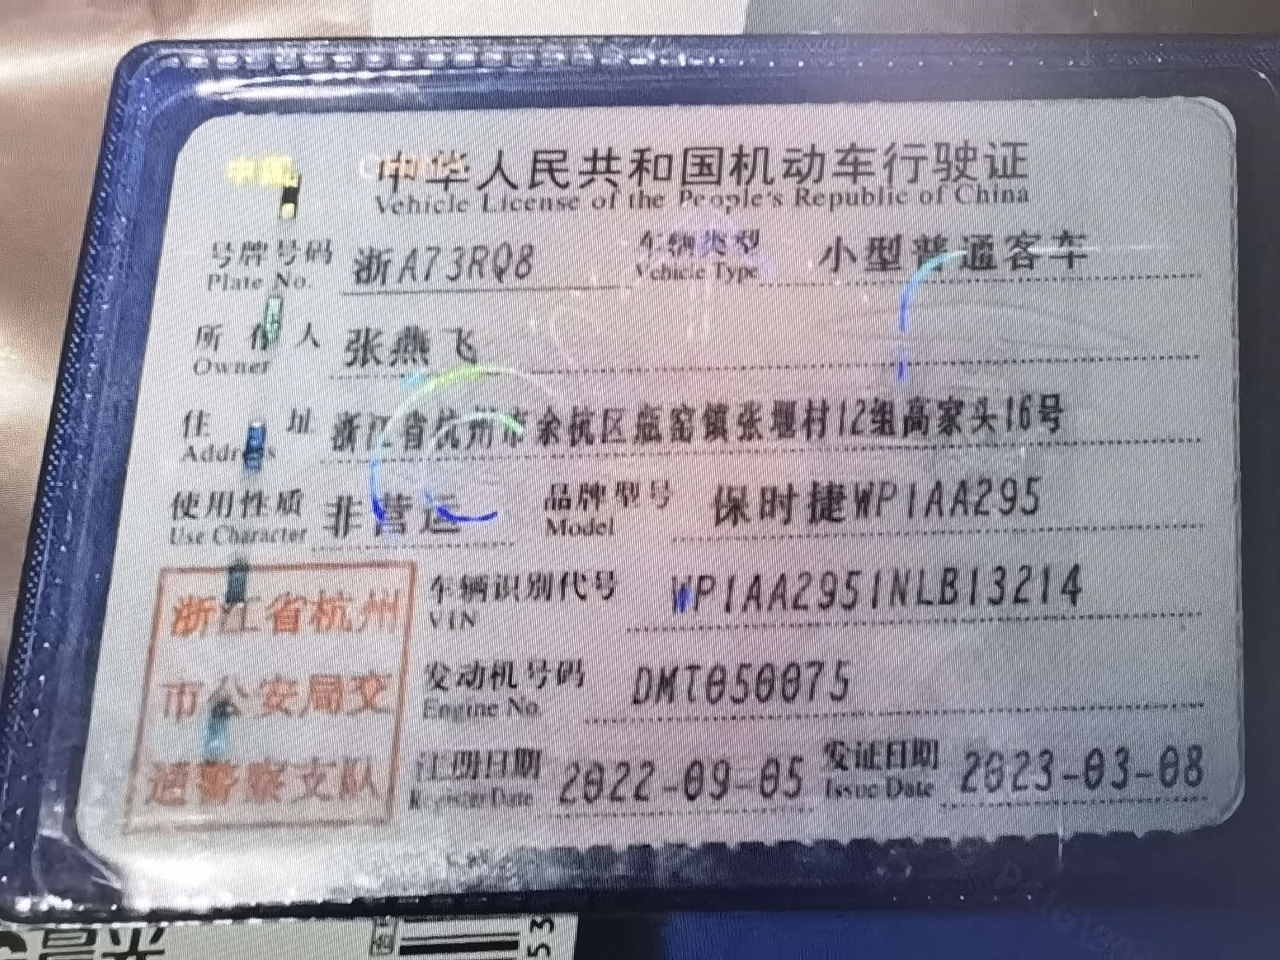 中国 CHINA
中华人民共和国机动车行驶证
Vehicle License of the People's Republic of China
号牌号码 浙A73RQ8 车辆类型 小型普通客车
Plate No. Vehicle Type
所有人 张燕飞
Owner
住址 浙江省杭州市余杭区瓶窑镇张堰村12组高家头16号
Address
使用性质 非营运 品牌型号 保时捷WP1AA295
Use Character Model
浙江省杭州 车辆识别代号 WP1AA2951NLB13214
VIN
市公安局交 发动机号码 DMT050075
Engine No.
通警察支队 注册日期 2022-09-05 发证日期 2023-03-08
Register Date Issue Date
晨光
53